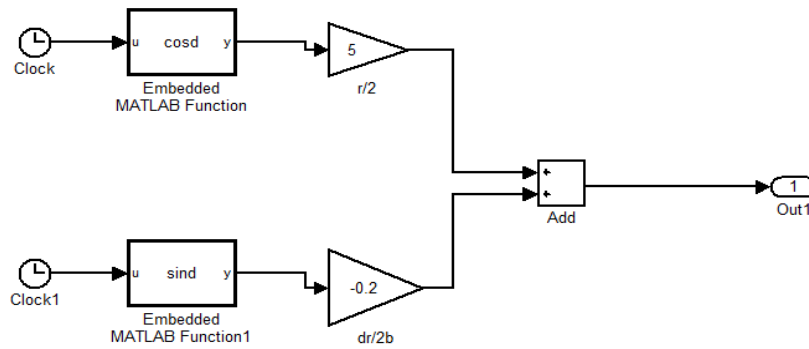 u cosd y
5
Clock
Embedded
MATLAB Function
r/2
+
+
Add
1
Out1
u sind y
-0.2
Clock1
Embedded
MATLAB Function1
dr/2b